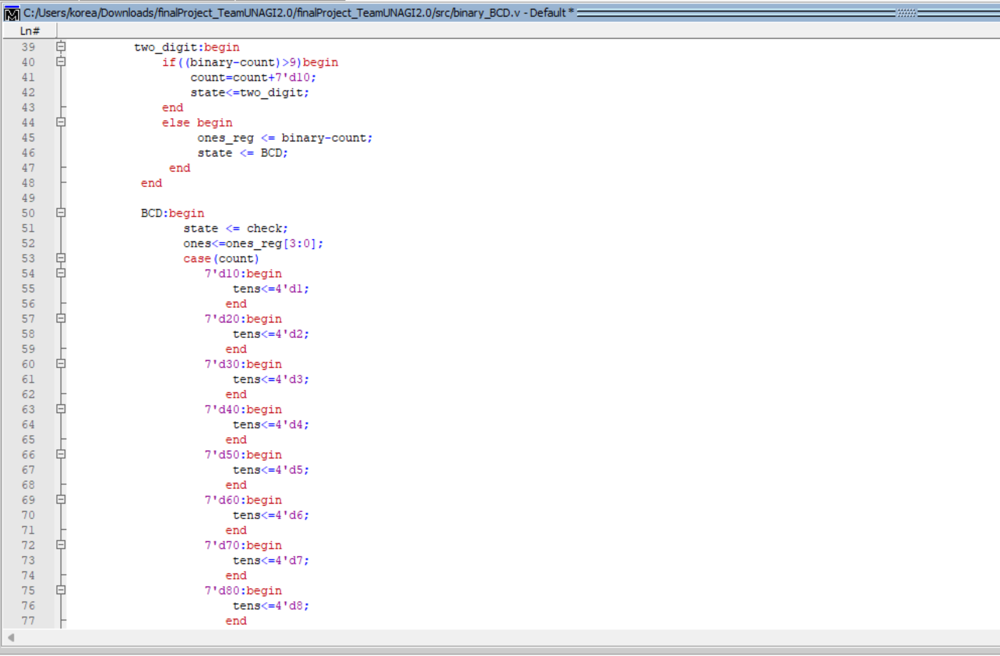 C:/Users/korea/Downloads/finalProject_TeamUNAGI2.0/finalProject_TeamUNAGI2.0/src/binary_BCD.v - Default *
Ln#
39 two_digit:begin
40 if((binary-count)>9)begin
41 count=count+7'd10;
42 state<=two_digit;
43 end
44 else begin
45 ones_reg <= binary-count;
46 state <= BCD;
47 end
48 end
49
50 BCD:begin
51 state <= check;
52 ones<=ones_reg[3:0];
53 case(count)
54 7'd10:begin
55 tens<=4'd1;
56 end
57 7'd20:begin
58 tens<=4'd2;
59 end
60 7'd30:begin
61 tens<=4'd3;
62 end
63 7'd40:begin
64 tens<=4'd4;
65 end
66 7'd50:begin
67 tens<=4'd5;
68 end
69 7'd60:begin
70 tens<=4'd6;
71 end
72 7'd70:begin
73 tens<=4'd7;
74 end
75 7'd80:begin
76 tens<=4'd8;
77 end